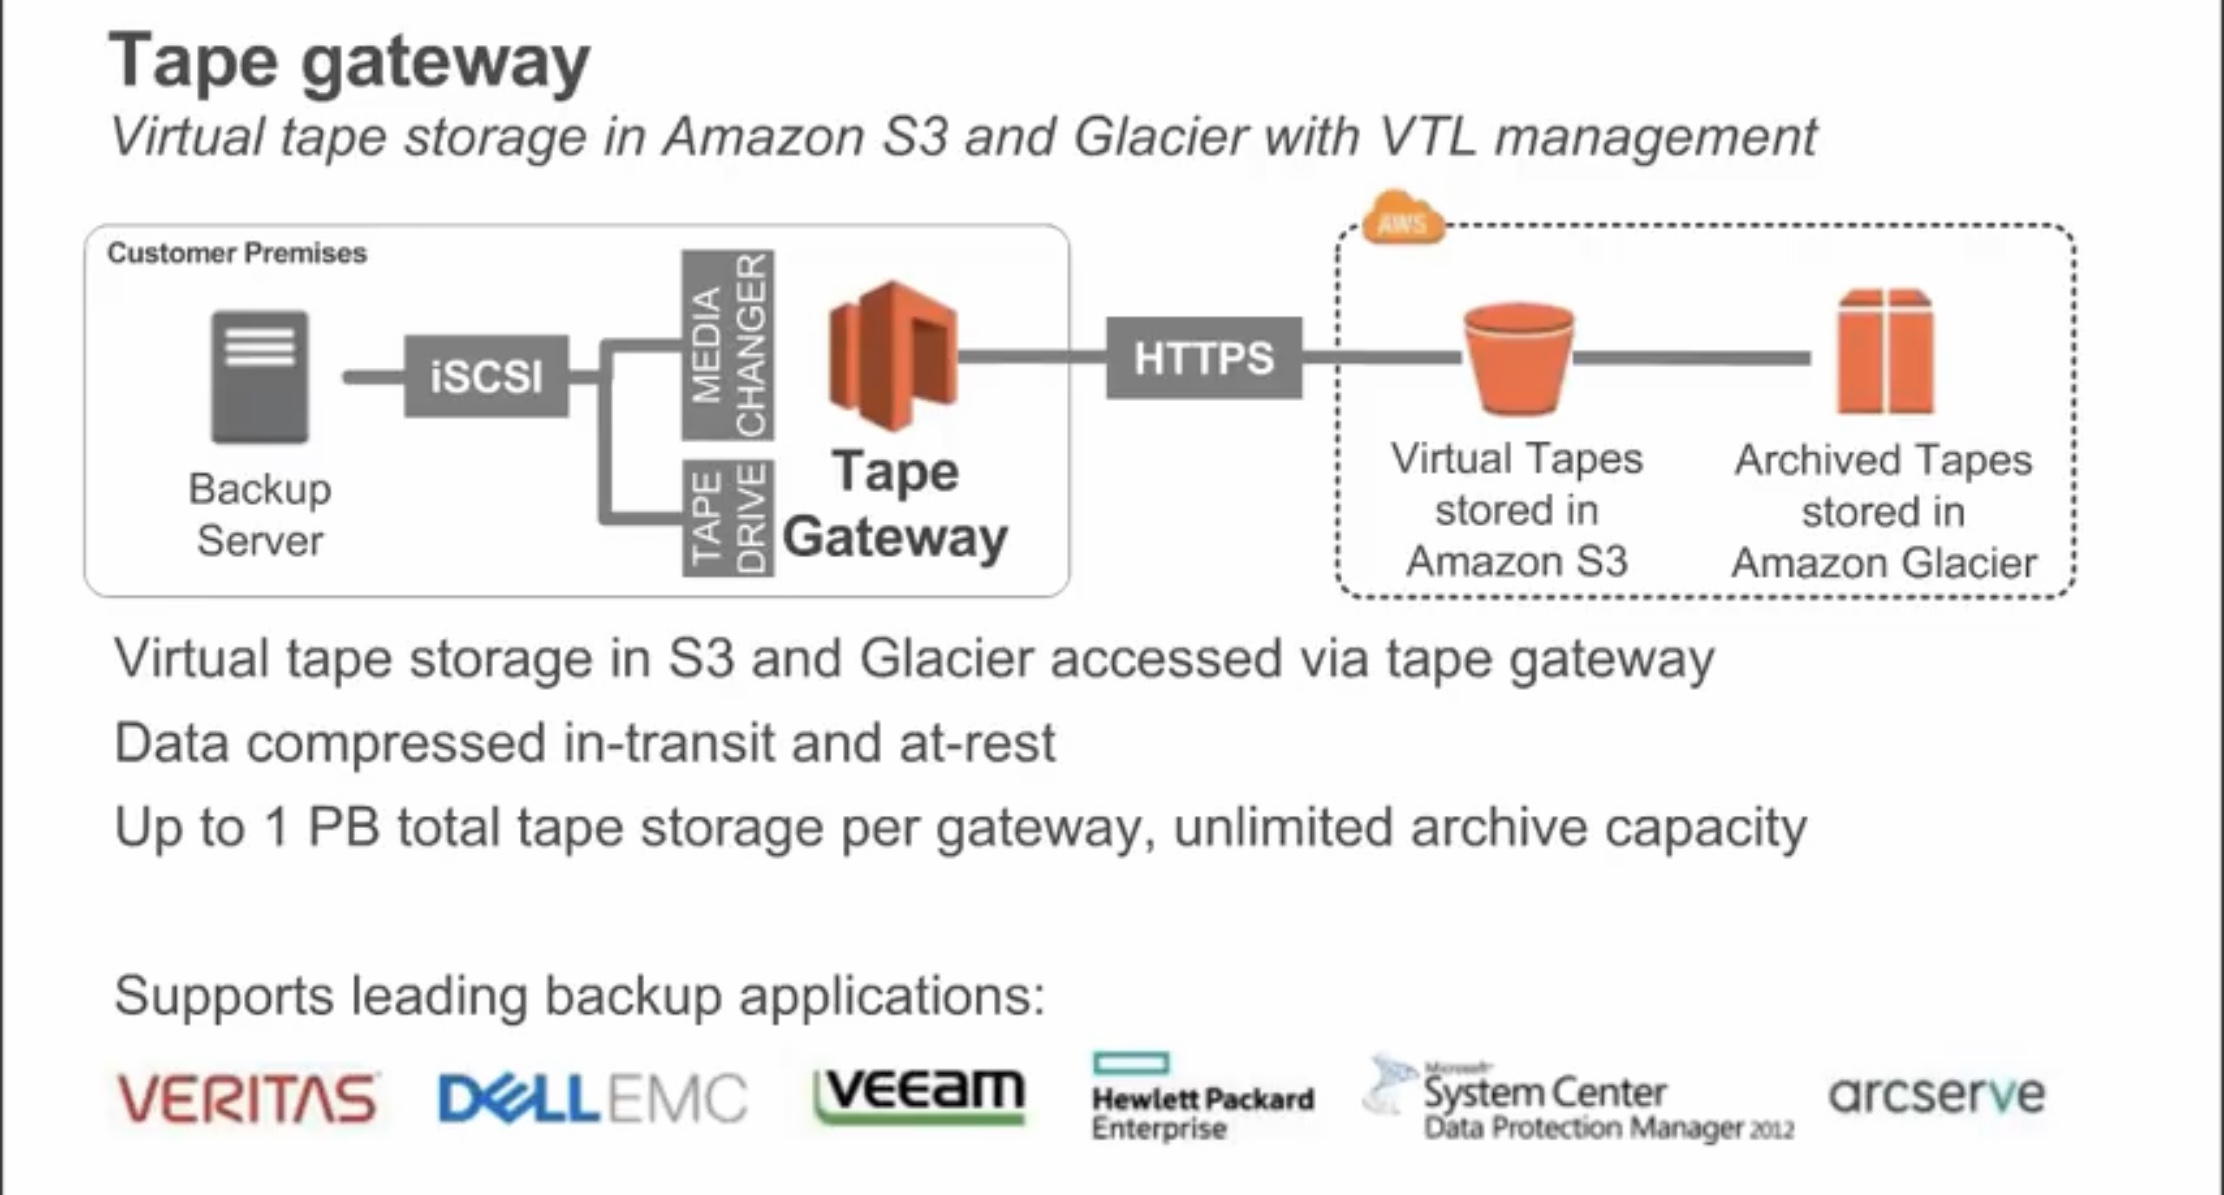 Tape gateway
Virtual tape storage in Amazon S3 and Glacier with VTL management
AWS
Customer Premises
Backup
Server
iSCSI
MEDIA
CHANGER
TAPE
DRIVE
Tape
Gateway
HTTPS
Virtual Tapes
stored in
Amazon S3
Archived Tapes
stored in
Amazon Glacier
Virtual tape storage in S3 and Glacier accessed via tape gateway
Data compressed in-transit and at-rest
Up to 1 PB total tape storage per gateway, unlimited archive capacity
Supports leading backup applications:
VERITAS
DELL EMC
veeam
Hewlett Packard
Enterprise
Microsoft
System Center
Data Protection Manager 2012
arcserve